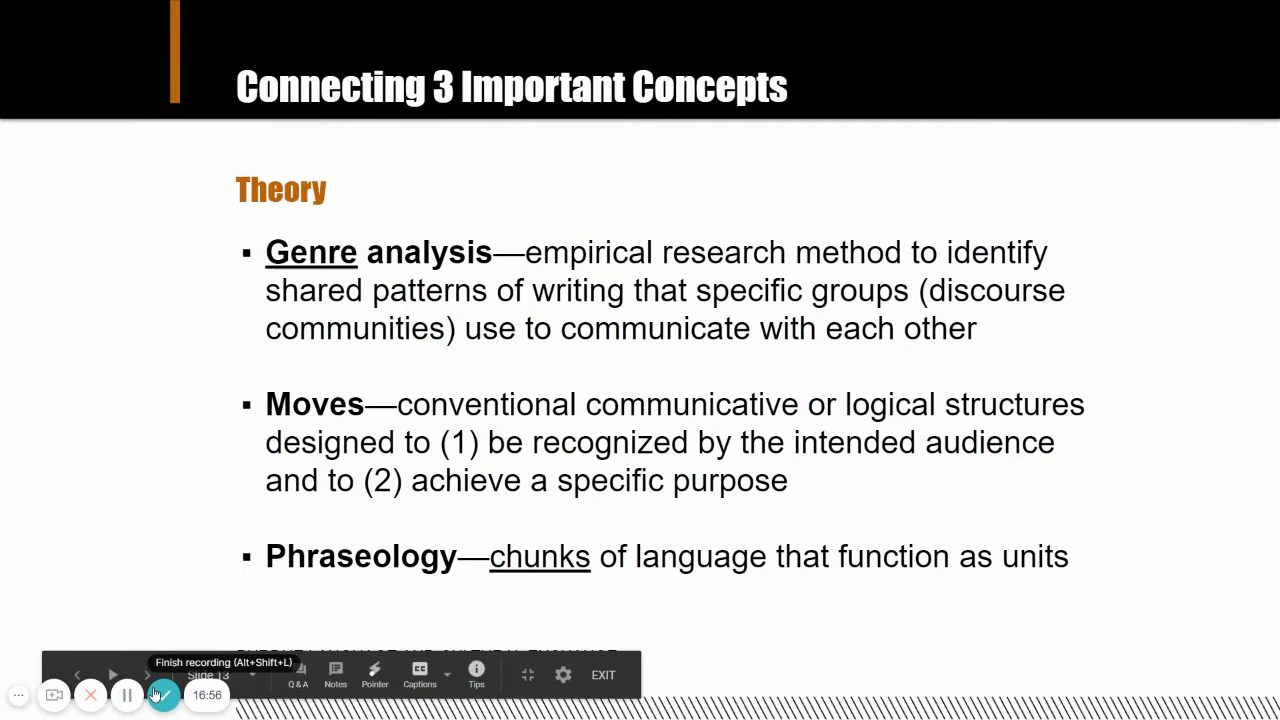 Connecting 3 Important Concepts
Theory
▪ Genre analysis—empirical research method to identify
shared patterns of writing that specific groups (discourse
communities) use to communicate with each other
▪ Moves—conventional communicative or logical structures
designed to (1) be recognized by the intended audience
and to (2) achieve a specific purpose
▪ Phraseology—chunks of language that function as units
Finish recording (Alt+Shift+L)
Slide 13
Q & A Notes Pointer Captions Tips EXIT
16:56